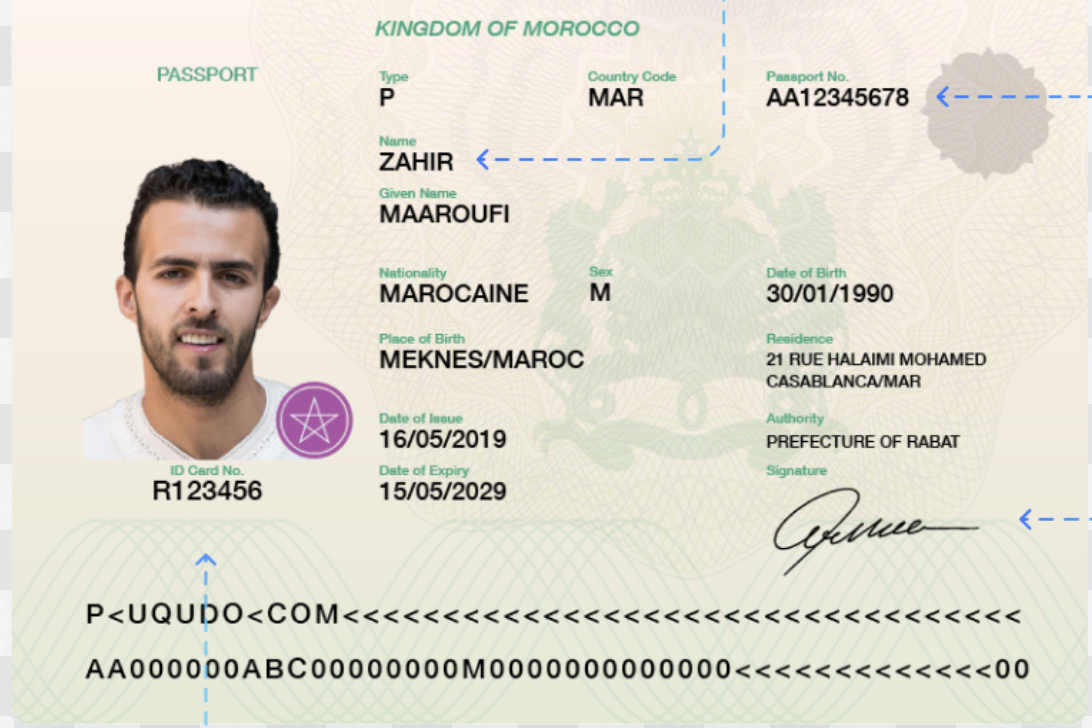 KINGDOM OF MOROCCO
PASSPORT
Type Country Code Passport No.
P MAR AA12345678
Name
ZAHIR
Given Name
MAAROUFI
Nationality Sex Date of Birth
MAROCAINE M 30/01/1990
Place of Birth Residence
MEKNES/MAROC 21 RUE HALAIMI MOHAMED
CASABLANCA/MAR
Date of Issue Authority
16/05/2019 PREFECTURE OF RABAT
ID Card No. Date of Expiry Signature
R123456 15/05/2029
P<UQUDO<COM<<<<<<<<<<<<<<<<<<<<<<<<<<<<<<<<<
AA000000ABC00000000M0000000000000<<<<<<<<<<<<<00